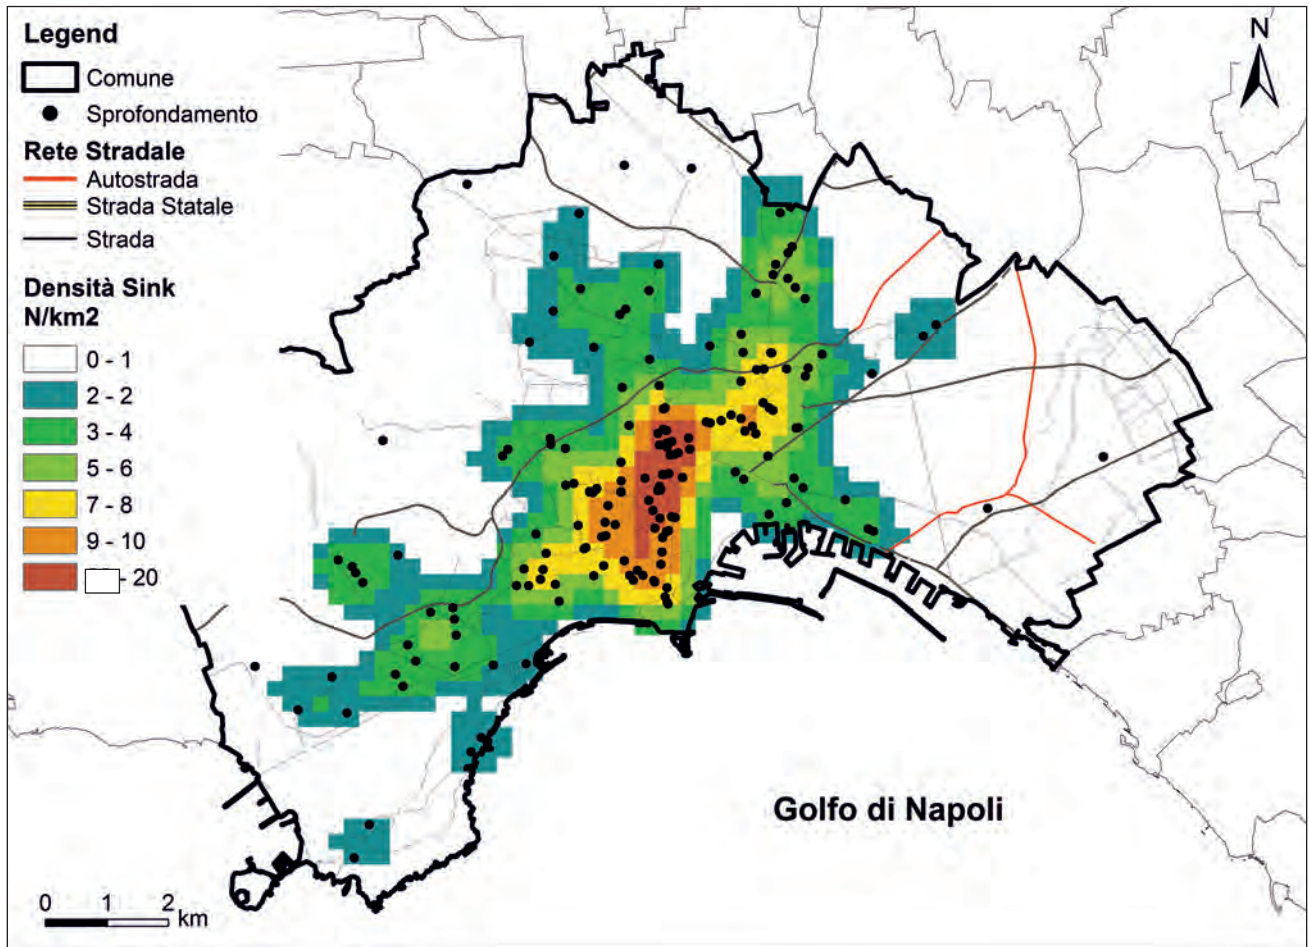 Legend
Comune
Sprofondamento
Rete Stradale
Autostrada
Strada Statale
Strada
Densità Sink
N/km2
0 - 1
2 - 2
3 - 4
5 - 6
7 - 8
9 - 10
- 20
N
Golfo di Napoli
0 1 2
km